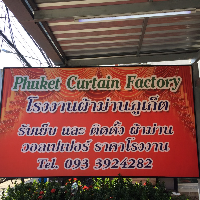 Phuket Curtain Factory
โรงงานผ้าม่านภูเก็ต
รับเย็บ และ ติดตั้ง ผ้าม่าน
วอลเปเปอร์ ราคาโรงงาน
Tel. 093 3924282